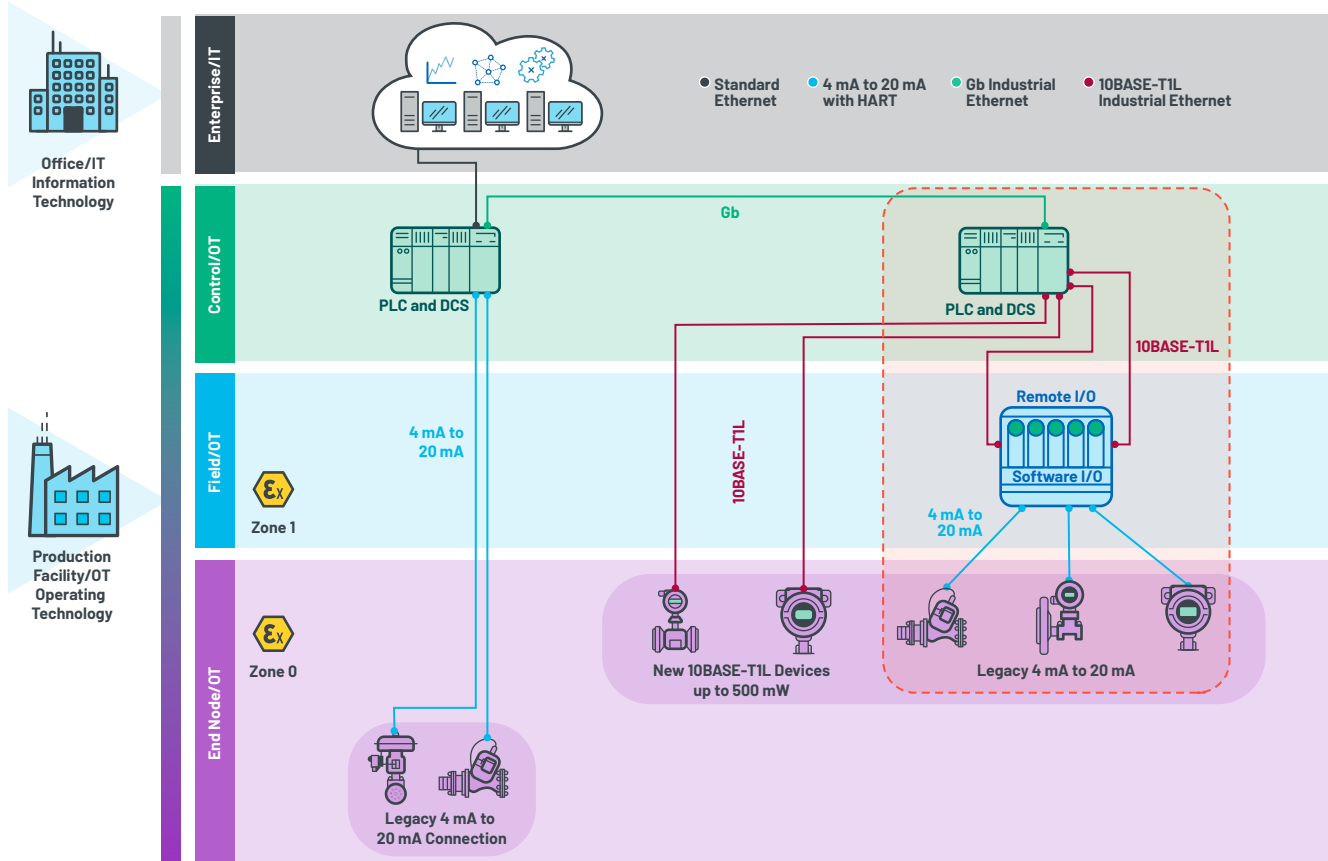 Office/IT
Information
Technology
Enterprise/IT
Standard
Ethernet
4 mA to 20 mA
with HART
Gb Industrial
Ethernet
10BASE-T1L
Industrial Ethernet
Control/OT
Gb
PLC and DCS
PLC and DCS
10BASE-T1L
Production
Facility/OT
Operating
Technology
Field/OT
εx
Zone 1
4 mA to
20 mA
10BASE-T1L
Remote I/O
Software I/O
4 mA to
20 mA
End Node/OT
εx
Zone 0
New 10BASE-T1L Devices
up to 500 mW
Legacy 4 mA to 20 mA
Legacy 4 mA to
20 mA Connection